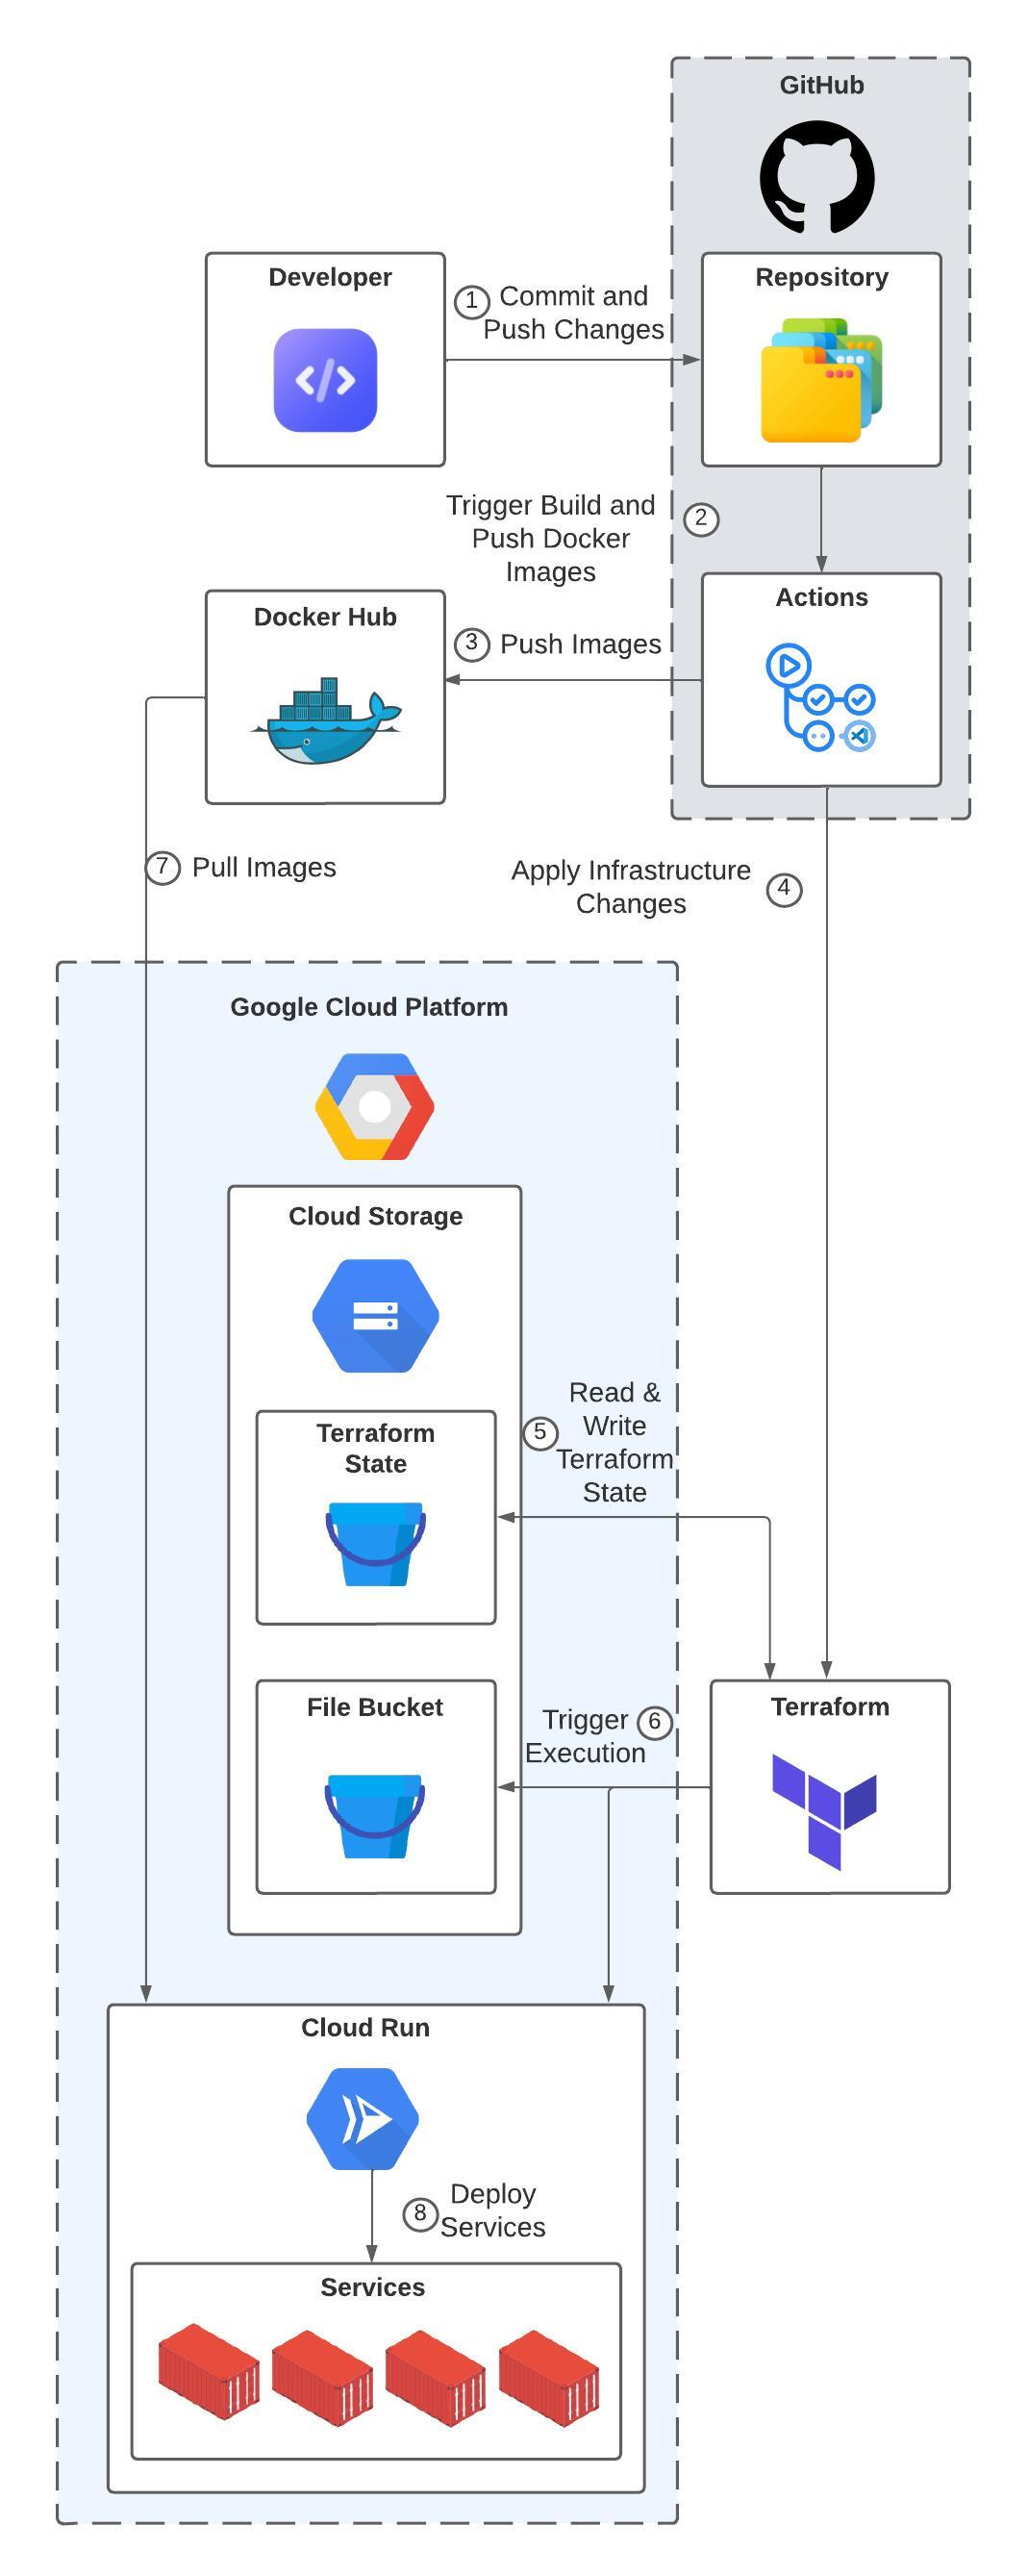 GitHub
Developer
Repository
1
Commit and
Push Changes
Trigger Build and
Push Docker
Images
2
Actions
Docker Hub
3
Push Images
7
Pull Images
Apply Infrastructure
Changes
4
Google Cloud Platform
Cloud Storage
Read &
Write
Terraform
State
5
Terraform
State
File Bucket
Trigger
Execution
6
Terraform
Cloud Run
8
Deploy
Services
Services